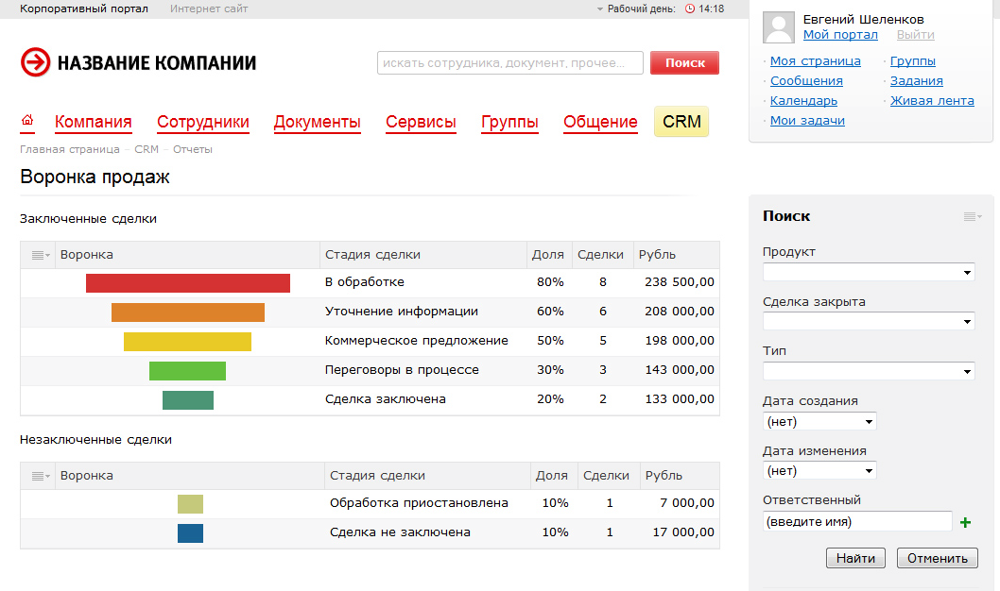 Корпоративный портал Интернет сайт Рабочий день: 14:18
НАЗВАНИЕ КОМПАНИИ
искать сотрудника, документ, прочее... Поиск
Евгений Шеленков
Мой портал Выйти
Моя страница Группы
Сообщения Задания
Календарь Живая лента
Мои задачи
Компания Сотрудники Документы Сервисы Группы Общение CRM
Главная страница – CRM – Отчеты
Воронка продаж
Заключенные сделки
Воронка Стадия сделки Доля Сделки Рубль
В обработке 80% 8 238 500,00
Уточнение информации 60% 6 208 000,00
Коммерческое предложение 50% 5 198 000,00
Переговоры в процессе 30% 3 143 000,00
Сделка заключена 20% 2 133 000,00
Незаключенные сделки
Воронка Стадия сделки Доля Сделки Рубль
Обработка приостановлена 10% 1 7 000,00
Сделка не заключена 10% 1 17 000,00
Поиск
Продукт
Сделка закрыта
Тип
Дата создания
(нет)
Дата изменения
(нет)
Ответственный
(введите имя)
Найти Отменить